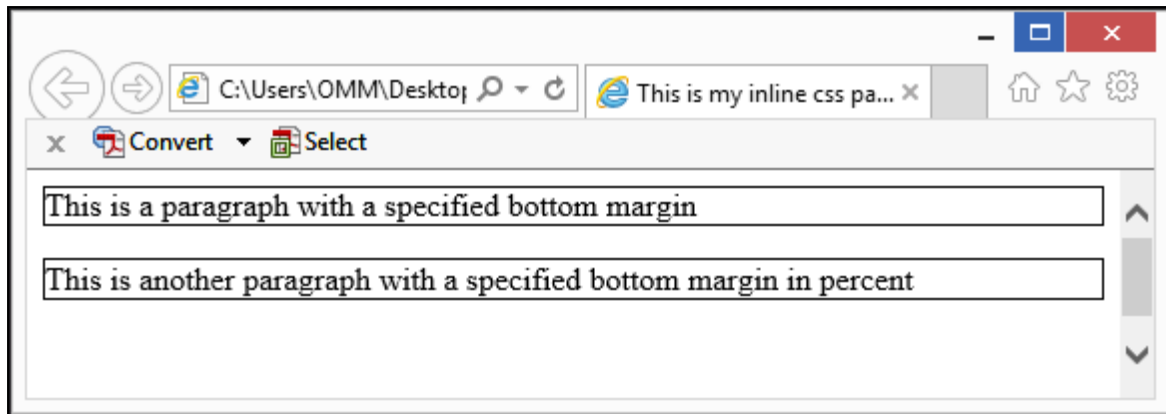 C:\Users\OMM\Desktop
This is my inline css pa...
Convert
Select
This is a paragraph with a specified bottom margin
This is another paragraph with a specified bottom margin in percent